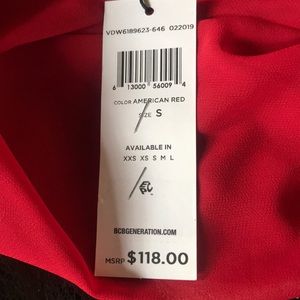 VDW6189623-646 022019
6 13000 56009 4
COLOR AMERICAN RED
SIZE S
AVAILABLE IN
XXS XS S M L
BCBGENERATION.COM
MSRP $118.00